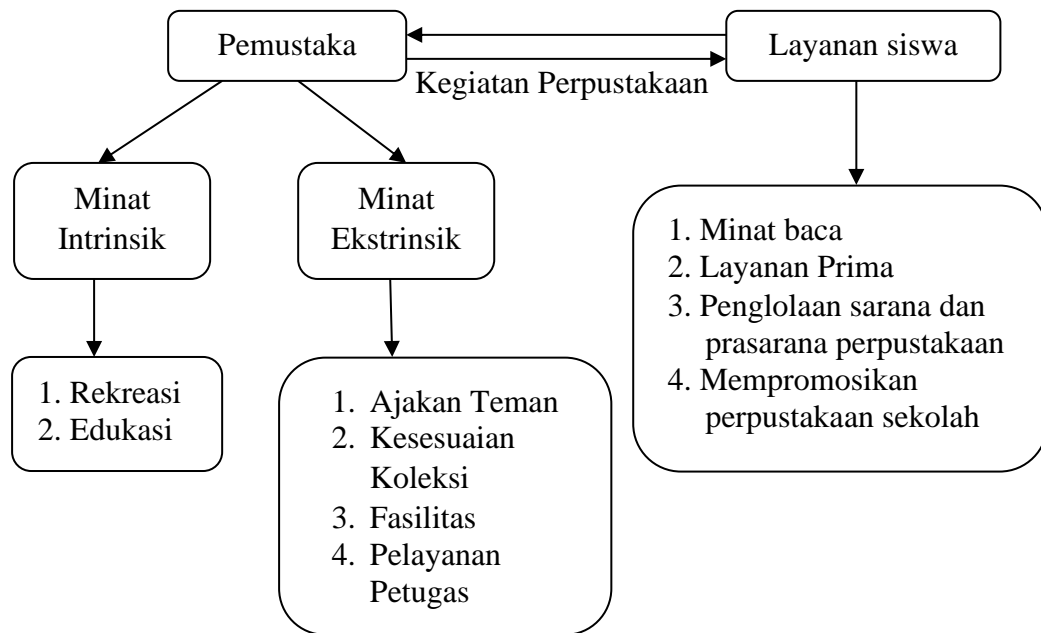 Pemustaka
Layanan siswa
Kegiatan Perpustakaan
Minat
Intrinsik
Minat
Ekstrinsik
1. Minat baca
2. Layanan Prima
3. Penglolaan sarana dan
prasarana perpustakaan
4. Mempromosikan
perpustakaan sekolah
1. Rekreasi
2. Edukasi
1. Ajakan Teman
2. Kesesuaian
Koleksi
3. Fasilitas
4. Pelayanan
Petugas